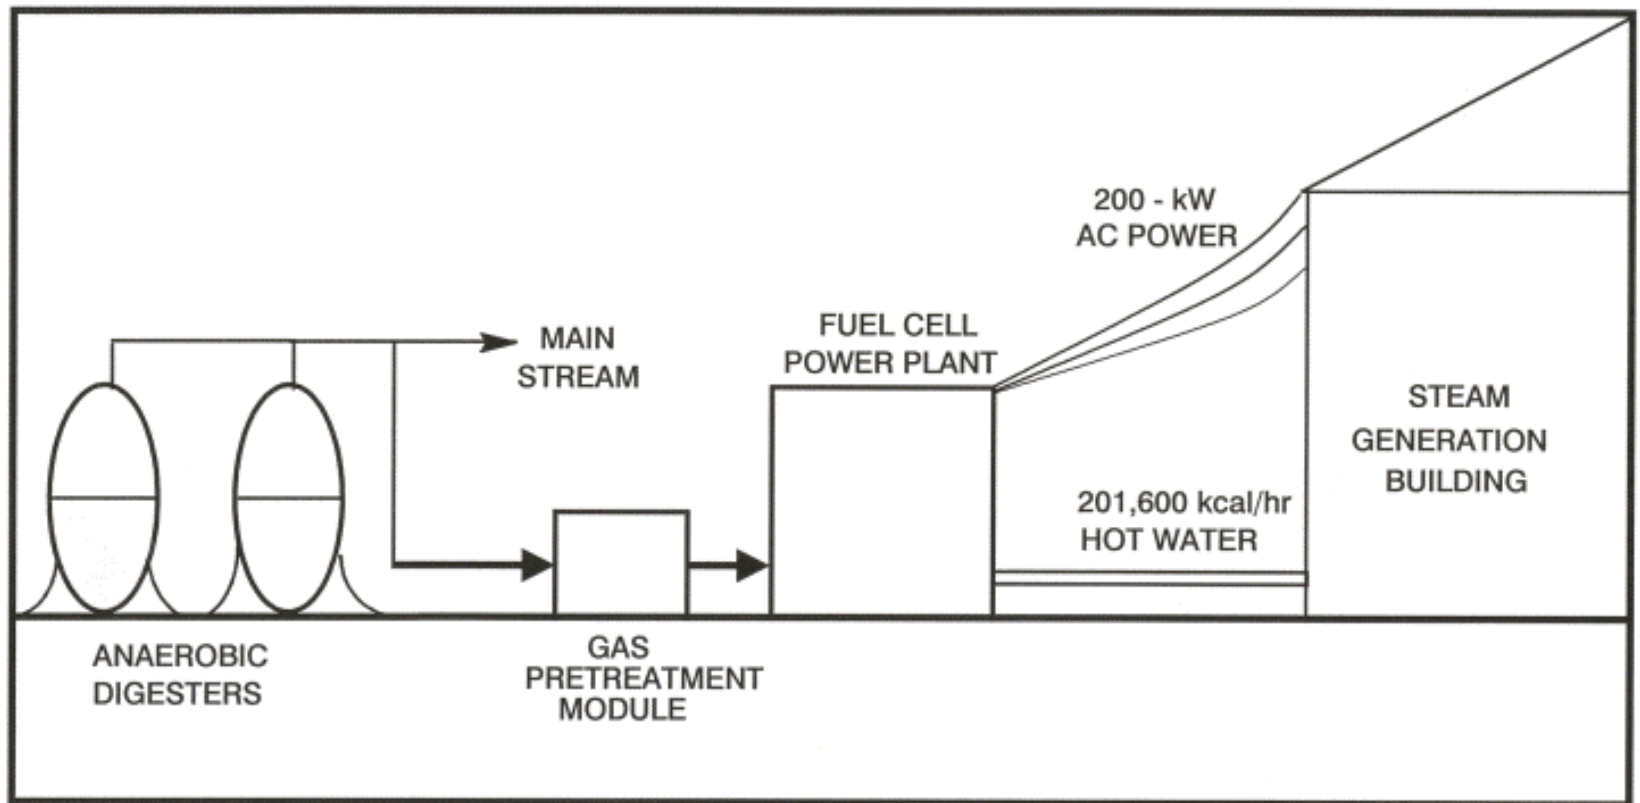 200 - kW
AC POWER
MAIN
STREAM
FUEL CELL
POWER PLANT
STEAM
GENERATION
BUILDING
201,600 kcal/hr
HOT WATER
ANAEROBIC
DIGESTERS
GAS
PRETREATMENT
MODULE